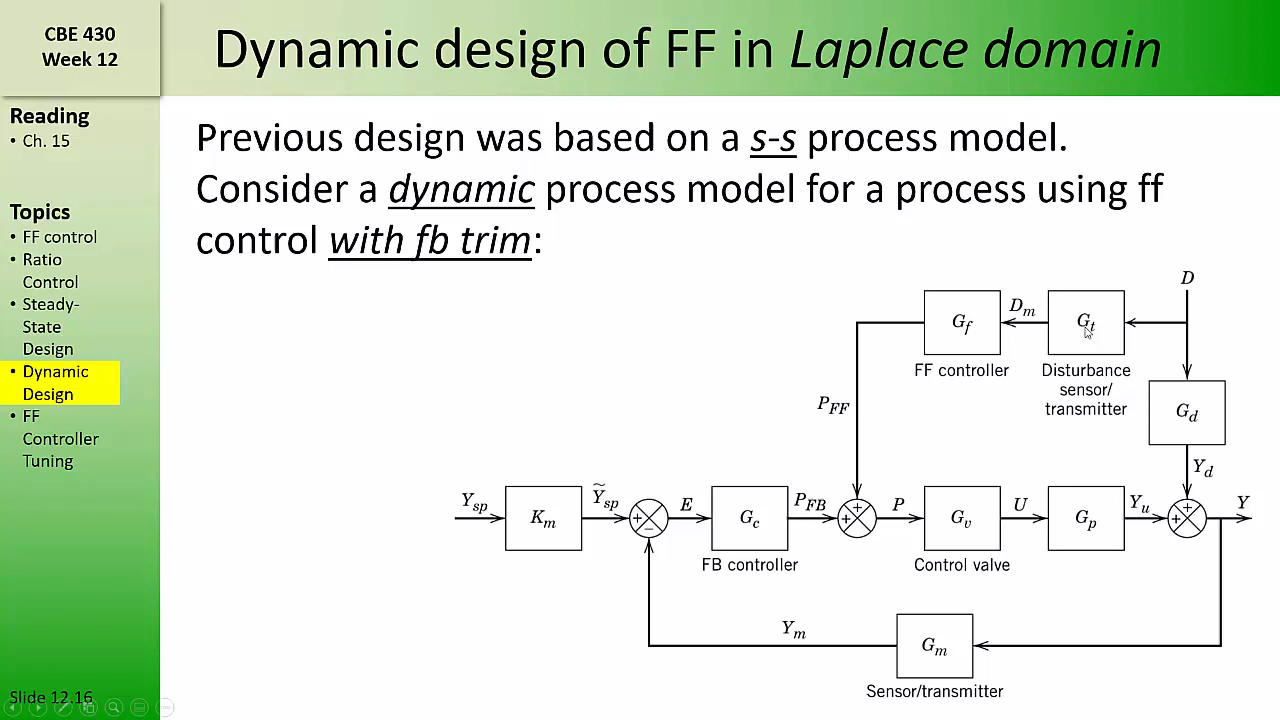 CBE 430
Week 12
Dynamic design of FF in Laplace domain
Reading
• Ch. 15
Topics
• FF control
• Ratio
Control
• Steady-
State
Design
• Dynamic
Design
• FF
Controller
Tuning
Slide 12.16
Previous design was based on a s-s process model.
Consider a dynamic process model for a process using ff
control with fb trim:
D
G_f
D_m
G_t
FF controller
Disturbance
sensor/
transmitter
P_FF
G_d
Y_d
Y_sp
K_m
Ỹ_sp
+
−
E
G_c
P_FB
+
+
P
G_v
U
G_p
Y_u
+
+
Y
FB controller
Control valve
Y_m
G_m
Sensor/transmitter